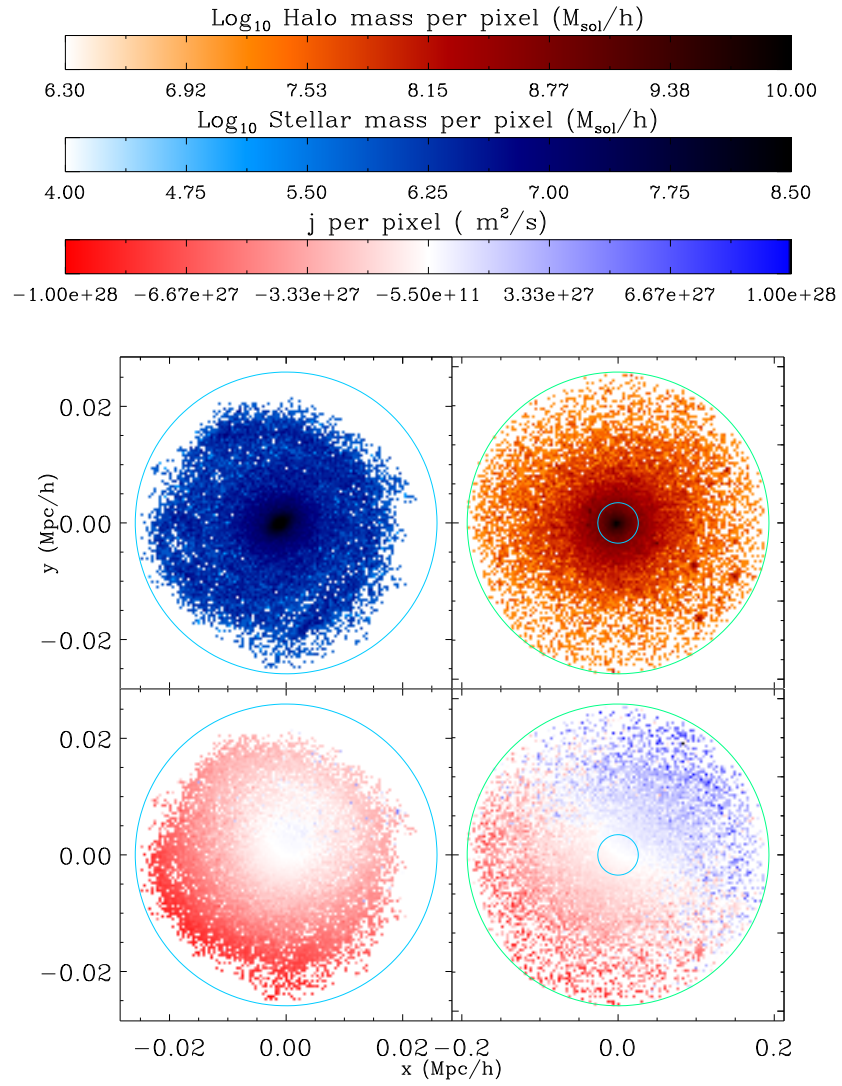 Log₁₀ Halo mass per pixel (M_sol/h)
6.30 6.92 7.53 8.15 8.77 9.38 10.00
Log₁₀ Stellar mass per pixel (M_sol/h)
4.00 4.75 5.50 6.25 7.00 7.75 8.50
j per pixel ( m²/s)
−1.00e+28 −6.67e+27 −3.33e+27 −5.50e+11 3.33e+27 6.67e+27 1.00e+28
0.02
0.00
−0.02
y (Mpc/h)
0.02
0.00
−0.02
−0.02 0.00 0.02 −0.2 0.0 0.2
x (Mpc/h)